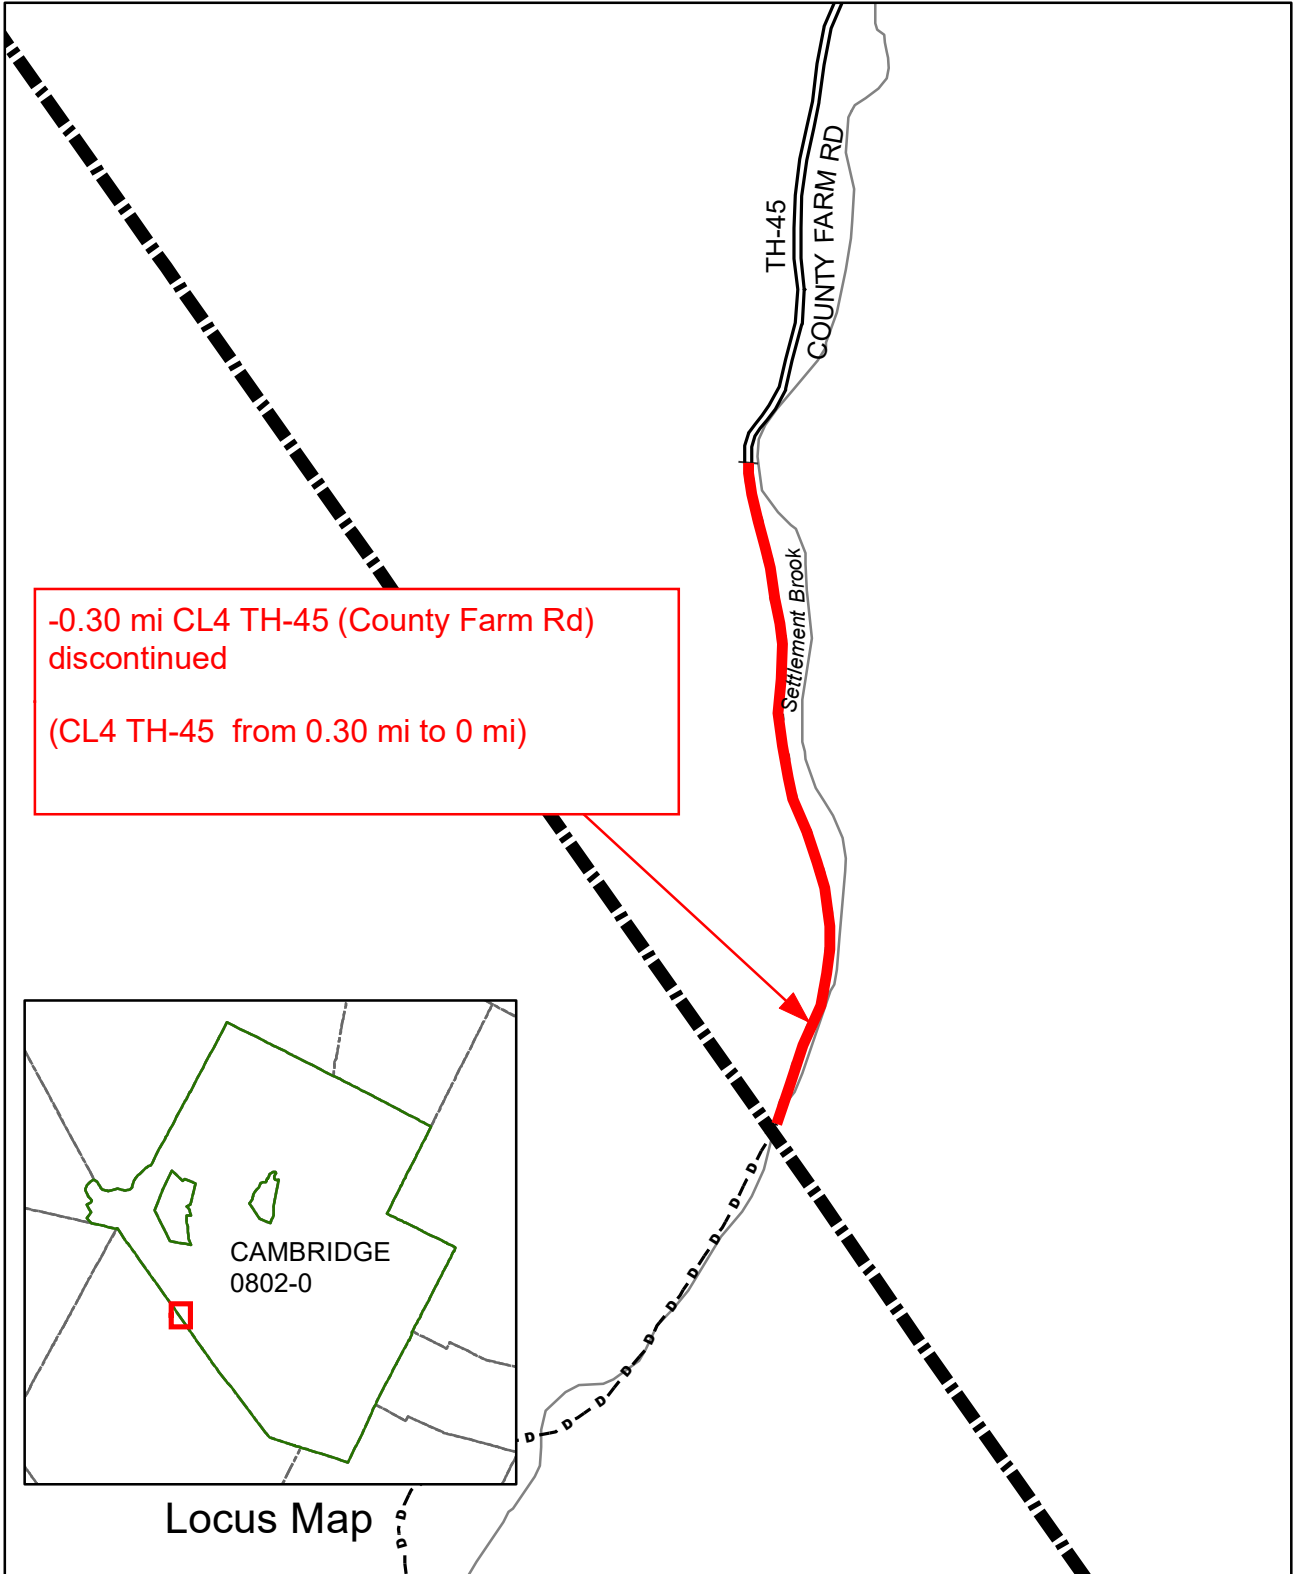 TH-45
COUNTY FARM RD
Settlement Brook
-0.30 mi CL4 TH-45 (County Farm Rd)
discontinued
(CL4 TH-45  from 0.30 mi to 0 mi)
CAMBRIDGE
0802-0
D
D
D
D
D
D
D
D
D
D
D
D
Locus Map